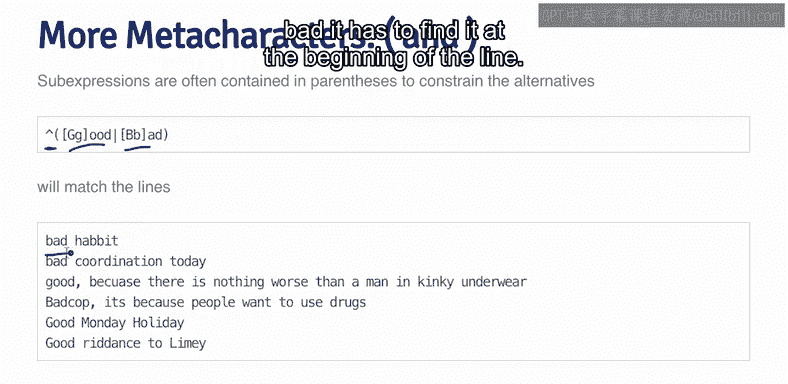 More Metacharacters: ( and )
bad it has to find it at
the beginning of the line.
Subexpressions are often contained in parentheses to constrain the alternatives
^([Gg]ood|[Bb]ad)
will match the lines
bad habbit
bad coordination today
good, becuase there is nothing worse than a man in kinky underwear
Badcop, its because people want to use drugs
Good Monday Holiday
Good riddance to Limey